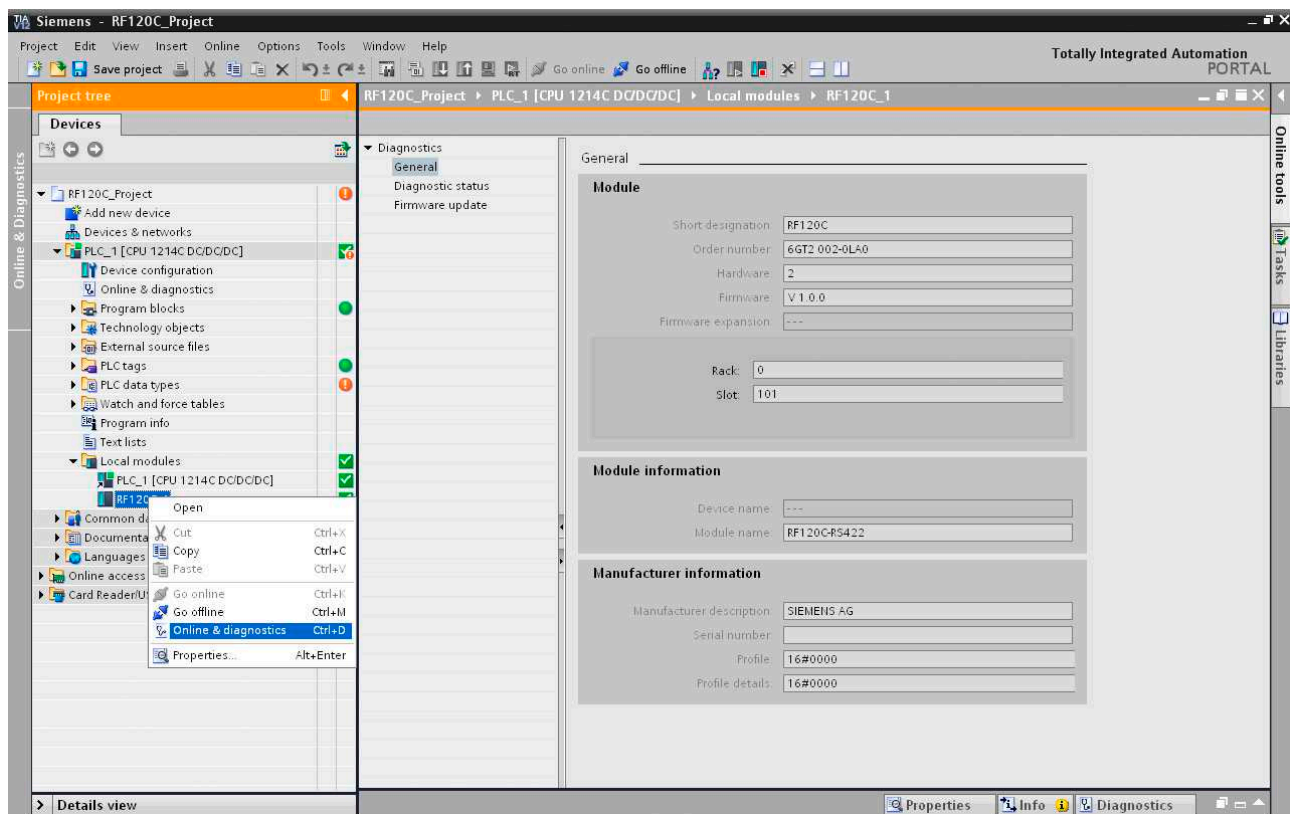 Siemens - RF120C_Project
Project Edit View Insert Online Options Tools Window Help
Totally Integrated Automation
PORTAL
Save project Go online Go offline
Project tree
RF120C_Project PLC_1 [CPU 1214C DC/DC/DC] Local modules RF120C_1
Devices
Online & Diagnostics
RF120C_Project
Add new device
Devices & networks
PLC_1 [CPU 1214C DC/DC/DC]
Device configuration
Online & diagnostics
Program blocks
Technology objects
External source files
PLC tags
PLC data types
Watch and force tables
Program info
Text lists
Local modules
PLC_1 [CPU 1214C DC/DC/DC]
RF120
Common da
Documenta
Languages
Online access
Card Reader/U
Open
Cut Ctrl+X
Copy Ctrl+C
Paste Ctrl+V
Go online Ctrl+K
Go offline Ctrl+M
Online & diagnostics Ctrl+D
Properties... Alt+Enter
Details view
Diagnostics
General
Diagnostic status
Firmware update
General
Module
Short designation: RF120C
Order number: 6GT2 002-0LA0
Hardware: 2
Firmware: V 1.0.0
Firmware expansion: ---
Rack: 0
Slot: 101
Module information
Device name: ---
Module name: RF120C-RS422
Manufacturer information
Manufacturer description: SIEMENS AG
Serial number:
Profile: 16#0000
Profile details: 16#0000
Online tools
Tasks
Libraries
Properties Info Diagnostics